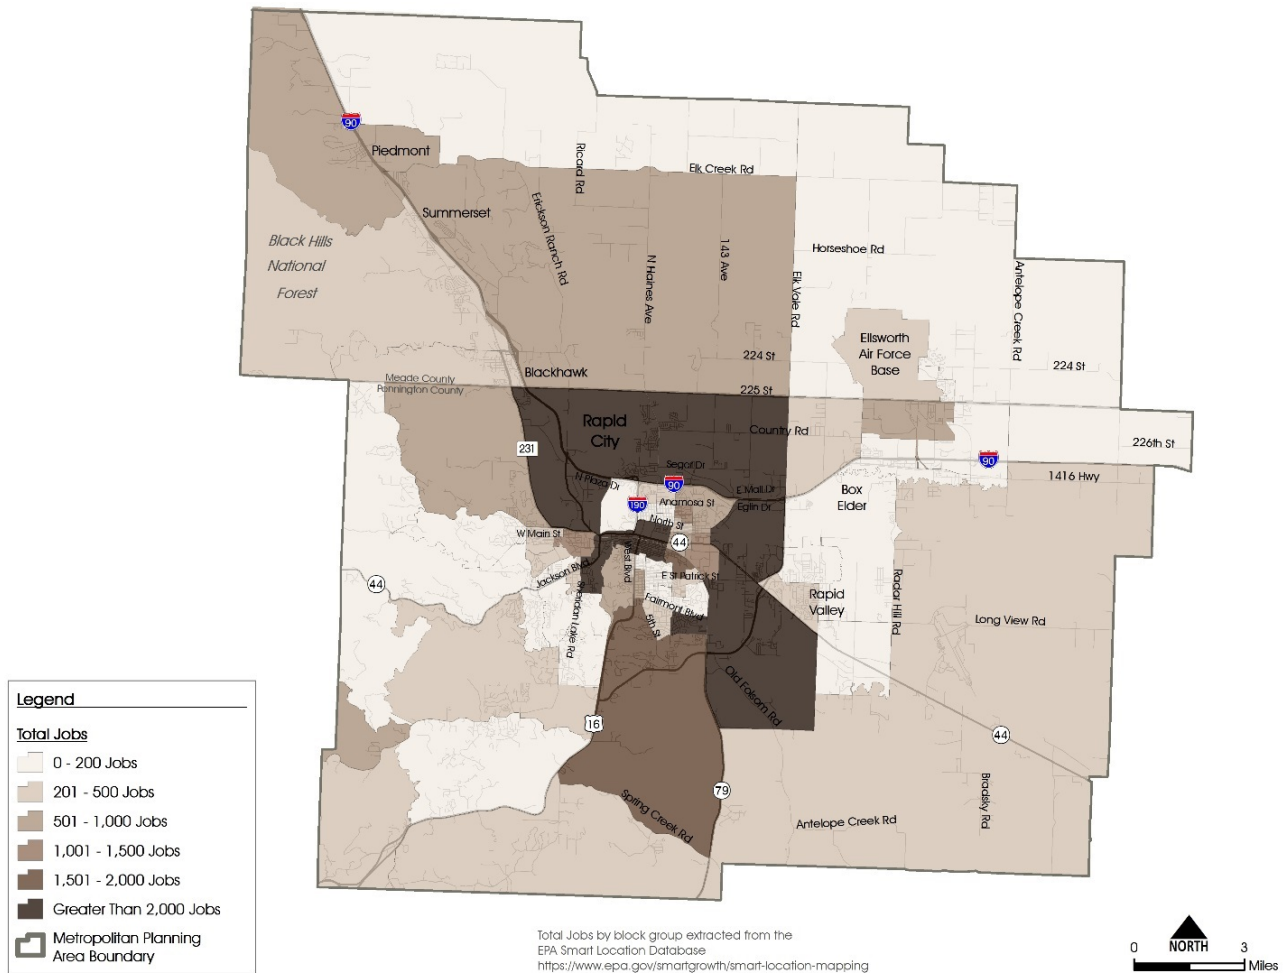 90
Piedmont
Ricard Rd
Elk Creek Rd
Summerset
Erickson Ranch Rd
Black Hills
National
Forest
N Haines Ave
143 Ave
Horseshoe Rd
Elk Vale Rd
Antelope Creek Rd
Ellsworth
Air Force
Base
224 St
224 St
Blackhawk
Meade County
Pennington County
225 St
Rapid
City
Country Rd
226th St
231
Segar Dr
90
1416 Hwy
N Plaza Dr
90
E Mall Dr
Box
Elder
190
Anamosa St
Eglin Dr
North St
W Main St
44
West Blvd
Jackson Blvd
E St Patrick St
44
Sheridan Lake Rd
Fairmont Blvd
Rapid
Valley
Radar Hill Rd
5th St
Long View Rd
Old Folsom Rd
16
44
79
Spring Creek Rd
Antelope Creek Rd
Bradsky Rd
Legend
Total Jobs
0 - 200 Jobs
201 - 500 Jobs
501 - 1,000 Jobs
1,001 - 1,500 Jobs
1,501 - 2,000 Jobs
Greater Than 2,000 Jobs
Metropolitan Planning
Area Boundary
Total Jobs by block group extracted from the
EPA Smart Location Database
https://www.epa.gov/smartgrowth/smart-location-mapping
NORTH
0 3
Miles